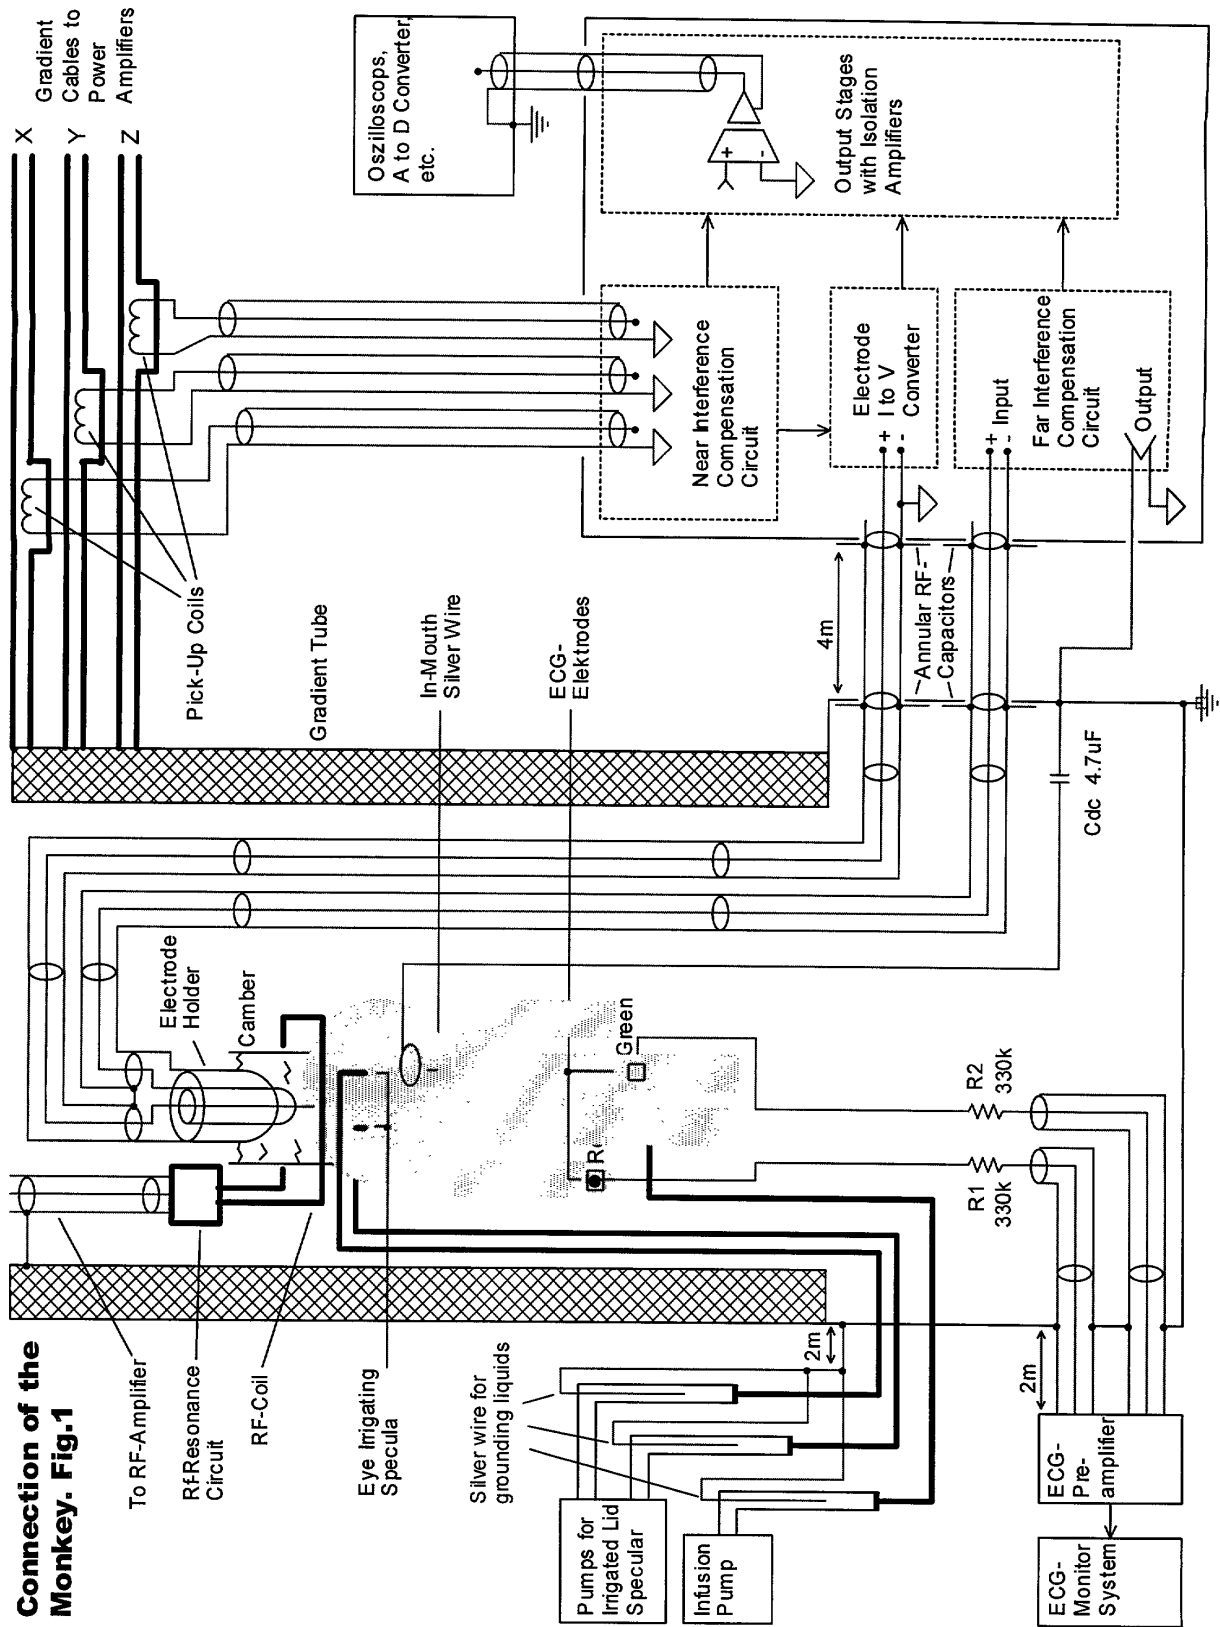 Connection of the
Monkey. Fig.1
To RF-Amplifier
Rf-Resonance
Circuit
RF-Coil
Eye Irrigating
Specula
Silver wire for
grounding liquids
Pumps for
Irrigated Lid
Specular
Infusion
Pump
2m
2m
ECG-
Pre-
amplifier
ECG-
Monitor
System
Electrode
Holder
Camber
Green
R1
330k
R2
330k
Gradient
Cables to
Power
Amplifiers
X
Y
Z
Pick-Up Coils
Gradient Tube
In-Mouth
Silver Wire
ECG-
Elektrodes
4m
Annular RF-
Capacitors
Cdc 4.7uF
Oszilloscops,
A to D Converter,
etc.
+
-
Output Stages
with Isolation
Amplifiers
Near Interference
Compensation
Circuit
Electrode
I to V
Converter
+
-
+
- Input
Far Interference
Compensation
Circuit
Output